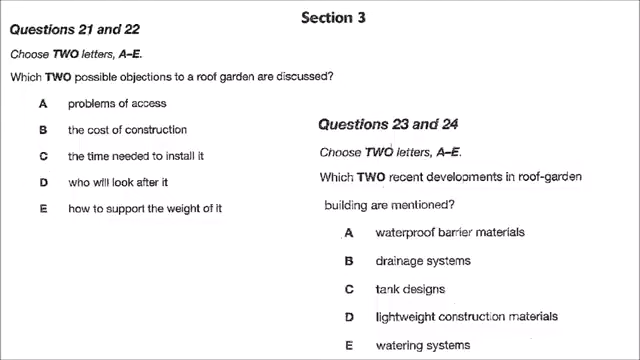 Section 3
Questions 21 and 22
Choose TWO letters, A–E.
Which TWO possible objections to a roof garden are discussed?
A problems of access
B the cost of construction
C the time needed to install it
D who will look after it
E how to support the weight of it
Questions 23 and 24
Choose TWO letters, A–E.
Which TWO recent developments in roof-garden
building are mentioned?
A waterproof barrier materials
B drainage systems
C tank designs
D lightweight construction materials
E watering systems